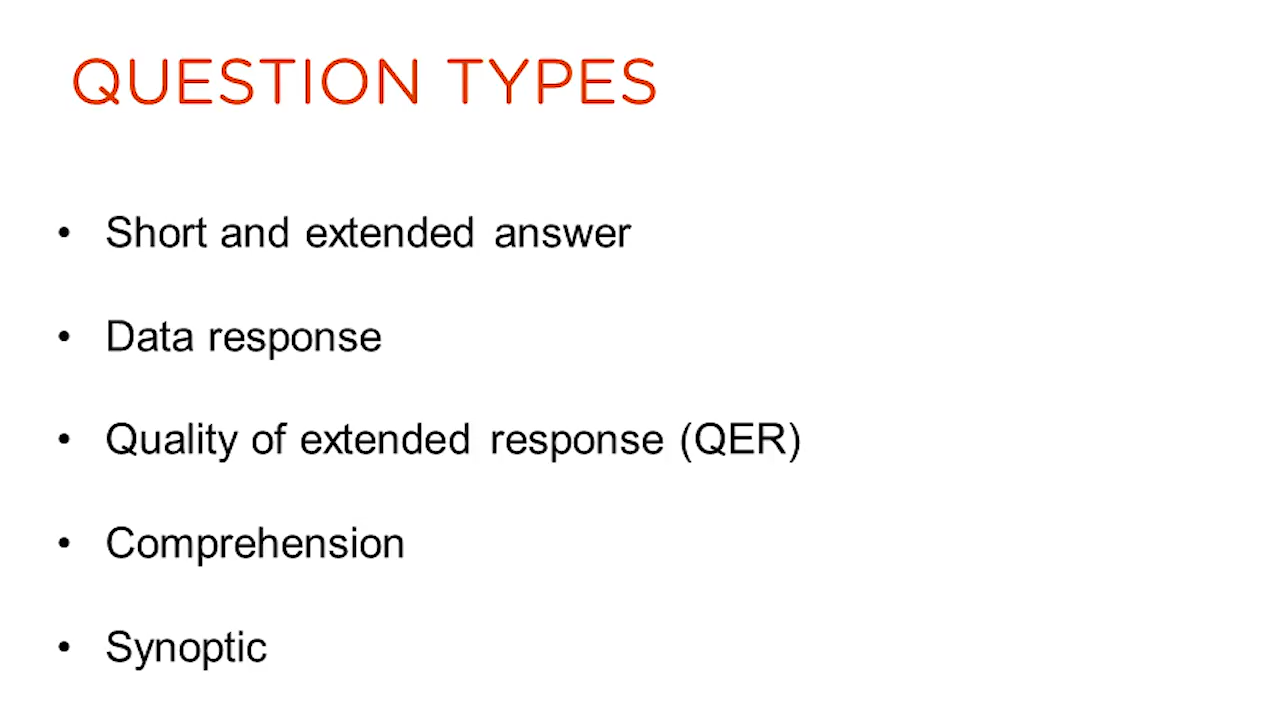 QUESTION TYPES
• Short and extended answer
• Data response
• Quality of extended response (QER)
• Comprehension
• Synoptic